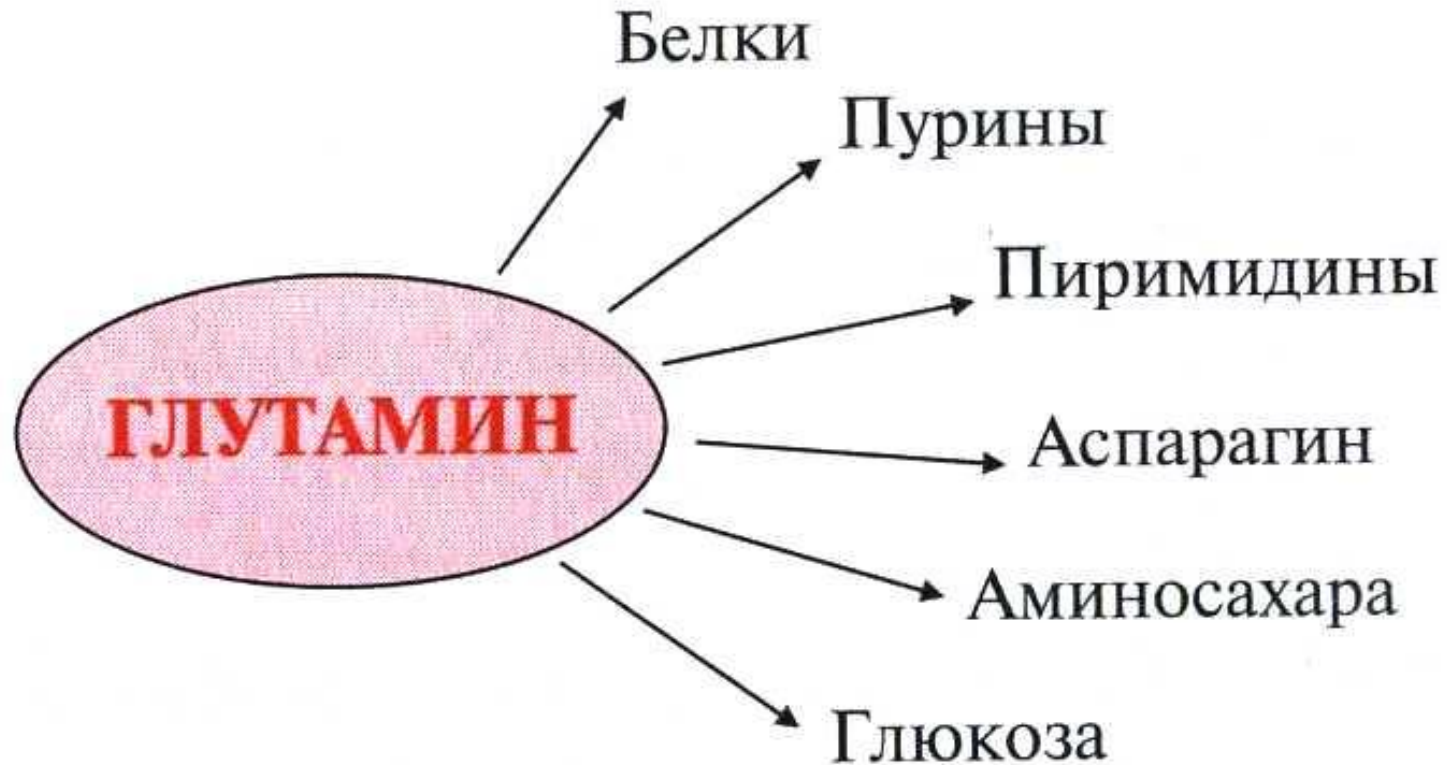 Белки
Пурины
Пиримидины
ГЛУТАМИН
Аспарагин
Аминосахара
Глюкоза